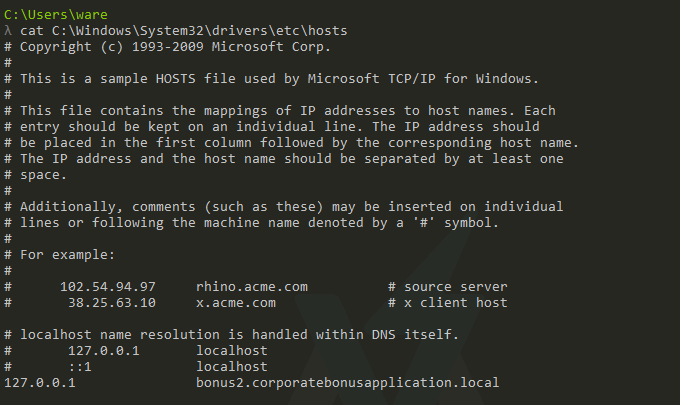 C:\Users\ware
λ cat C:\Windows\System32\drivers\etc\hosts
# Copyright (c) 1993-2009 Microsoft Corp.
#
# This is a sample HOSTS file used by Microsoft TCP/IP for Windows.
#
# This file contains the mappings of IP addresses to host names. Each
# entry should be kept on an individual line. The IP address should
# be placed in the first column followed by the corresponding host name.
# The IP address and the host name should be separated by at least one
# space.
#
# Additionally, comments (such as these) may be inserted on individual
# lines or following the machine name denoted by a '#' symbol.
#
# For example:
#
#      102.54.94.97     rhino.acme.com          # source server
#       38.25.63.10     x.acme.com              # x client host

# localhost name resolution is handled within DNS itself.
#       127.0.0.1       localhost
#       ::1             localhost
127.0.0.1               bonus2.corporatebonusapplication.local